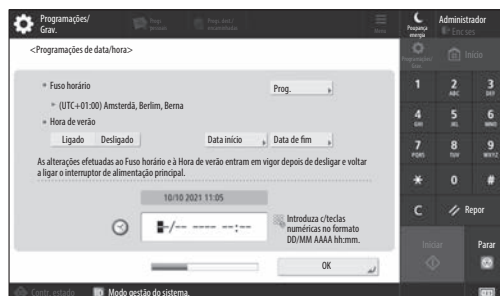 Programações/
Grav.
Menu
Poupança
energia
Administrador
Enc ses
<Programações de data/hora>
Início
Fuso horário
Prog.
(UTC+01:00) Amsterdã, Berlim, Berna
Hora de verão
Ligado Desligado Data início Data de fim
As alterações efetuadas ao Fuso horário e à Hora de verão entram em vigor depois de desligar e voltar
a ligar o interruptor de alimentação principal.
10/10 2021 11:05
-/-- ---- --:--
Introduza c/teclas
numéricas no formato
DD/MM AAAA hh:mm.
OK
1 2 ABC 3 DEF
4 GHI 5 JKL 6 MNO
7 PQRS 8 TUV 9 WXYZ
* 0 #
C Repor
Iniciar Parar
Contr. estado Modo gestão do sistema.